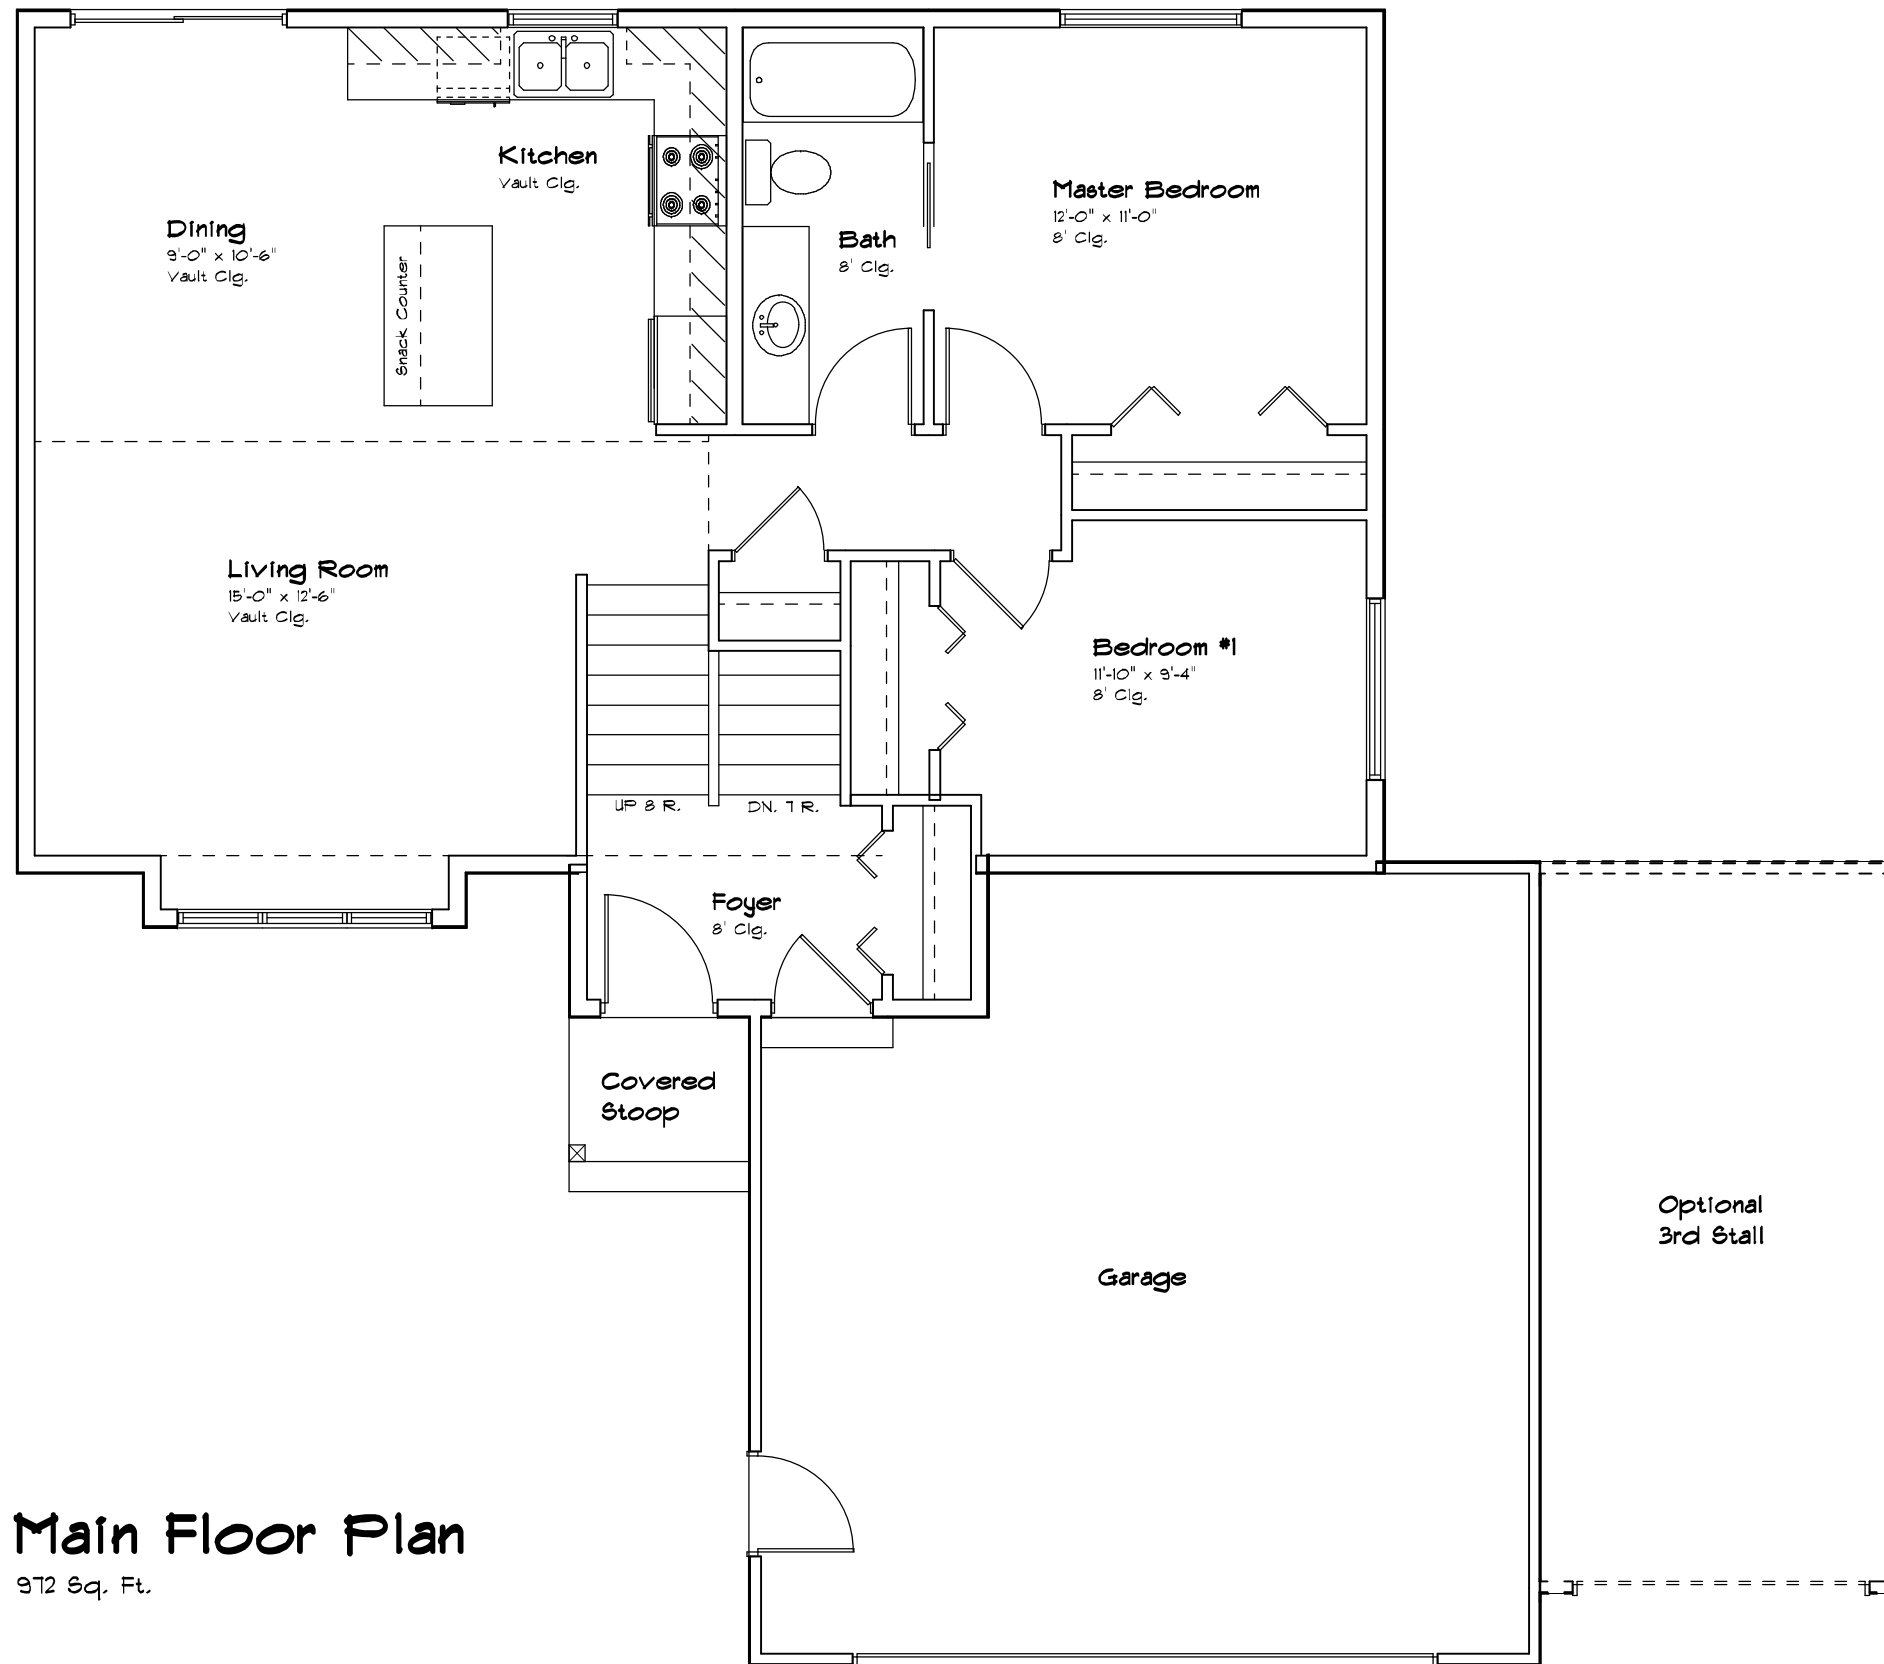 Kitchen
Vault Clg.
Dining
9'-0" x 10'-6"
Vault Clg.
Snack Counter
Bath
8' Clg.
Master Bedroom
12'-0" x 11'-0"
8' Clg.
Living Room
15'-0" x 12'-6"
Vault Clg.
Bedroom #1
11'-10" x 9'-4"
8' Clg.
UP 8 R.
DN. 7 R.
Foyer
8' Clg.
Covered
Stoop
Garage
Optional
3rd Stall
Main Floor Plan
972 Sq. Ft.